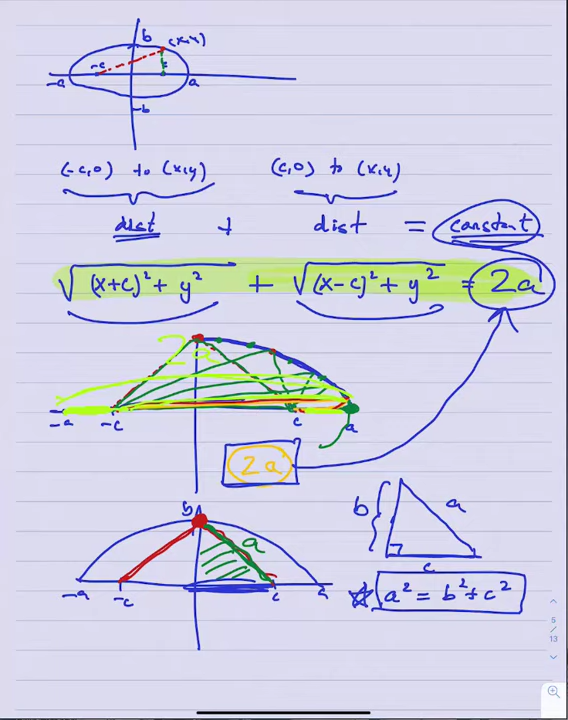 b (x,y)
-a -c c a
-b
(-c,0) to (x,y) (c,0) to (x,y)
dist + dist = constant
√(x+c)² + y² + √(x-c)² + y² = 2a
2a
-a -c c a
2a
b a b a
-a -c c a c
☆ a² = b² + c²
5
/
13